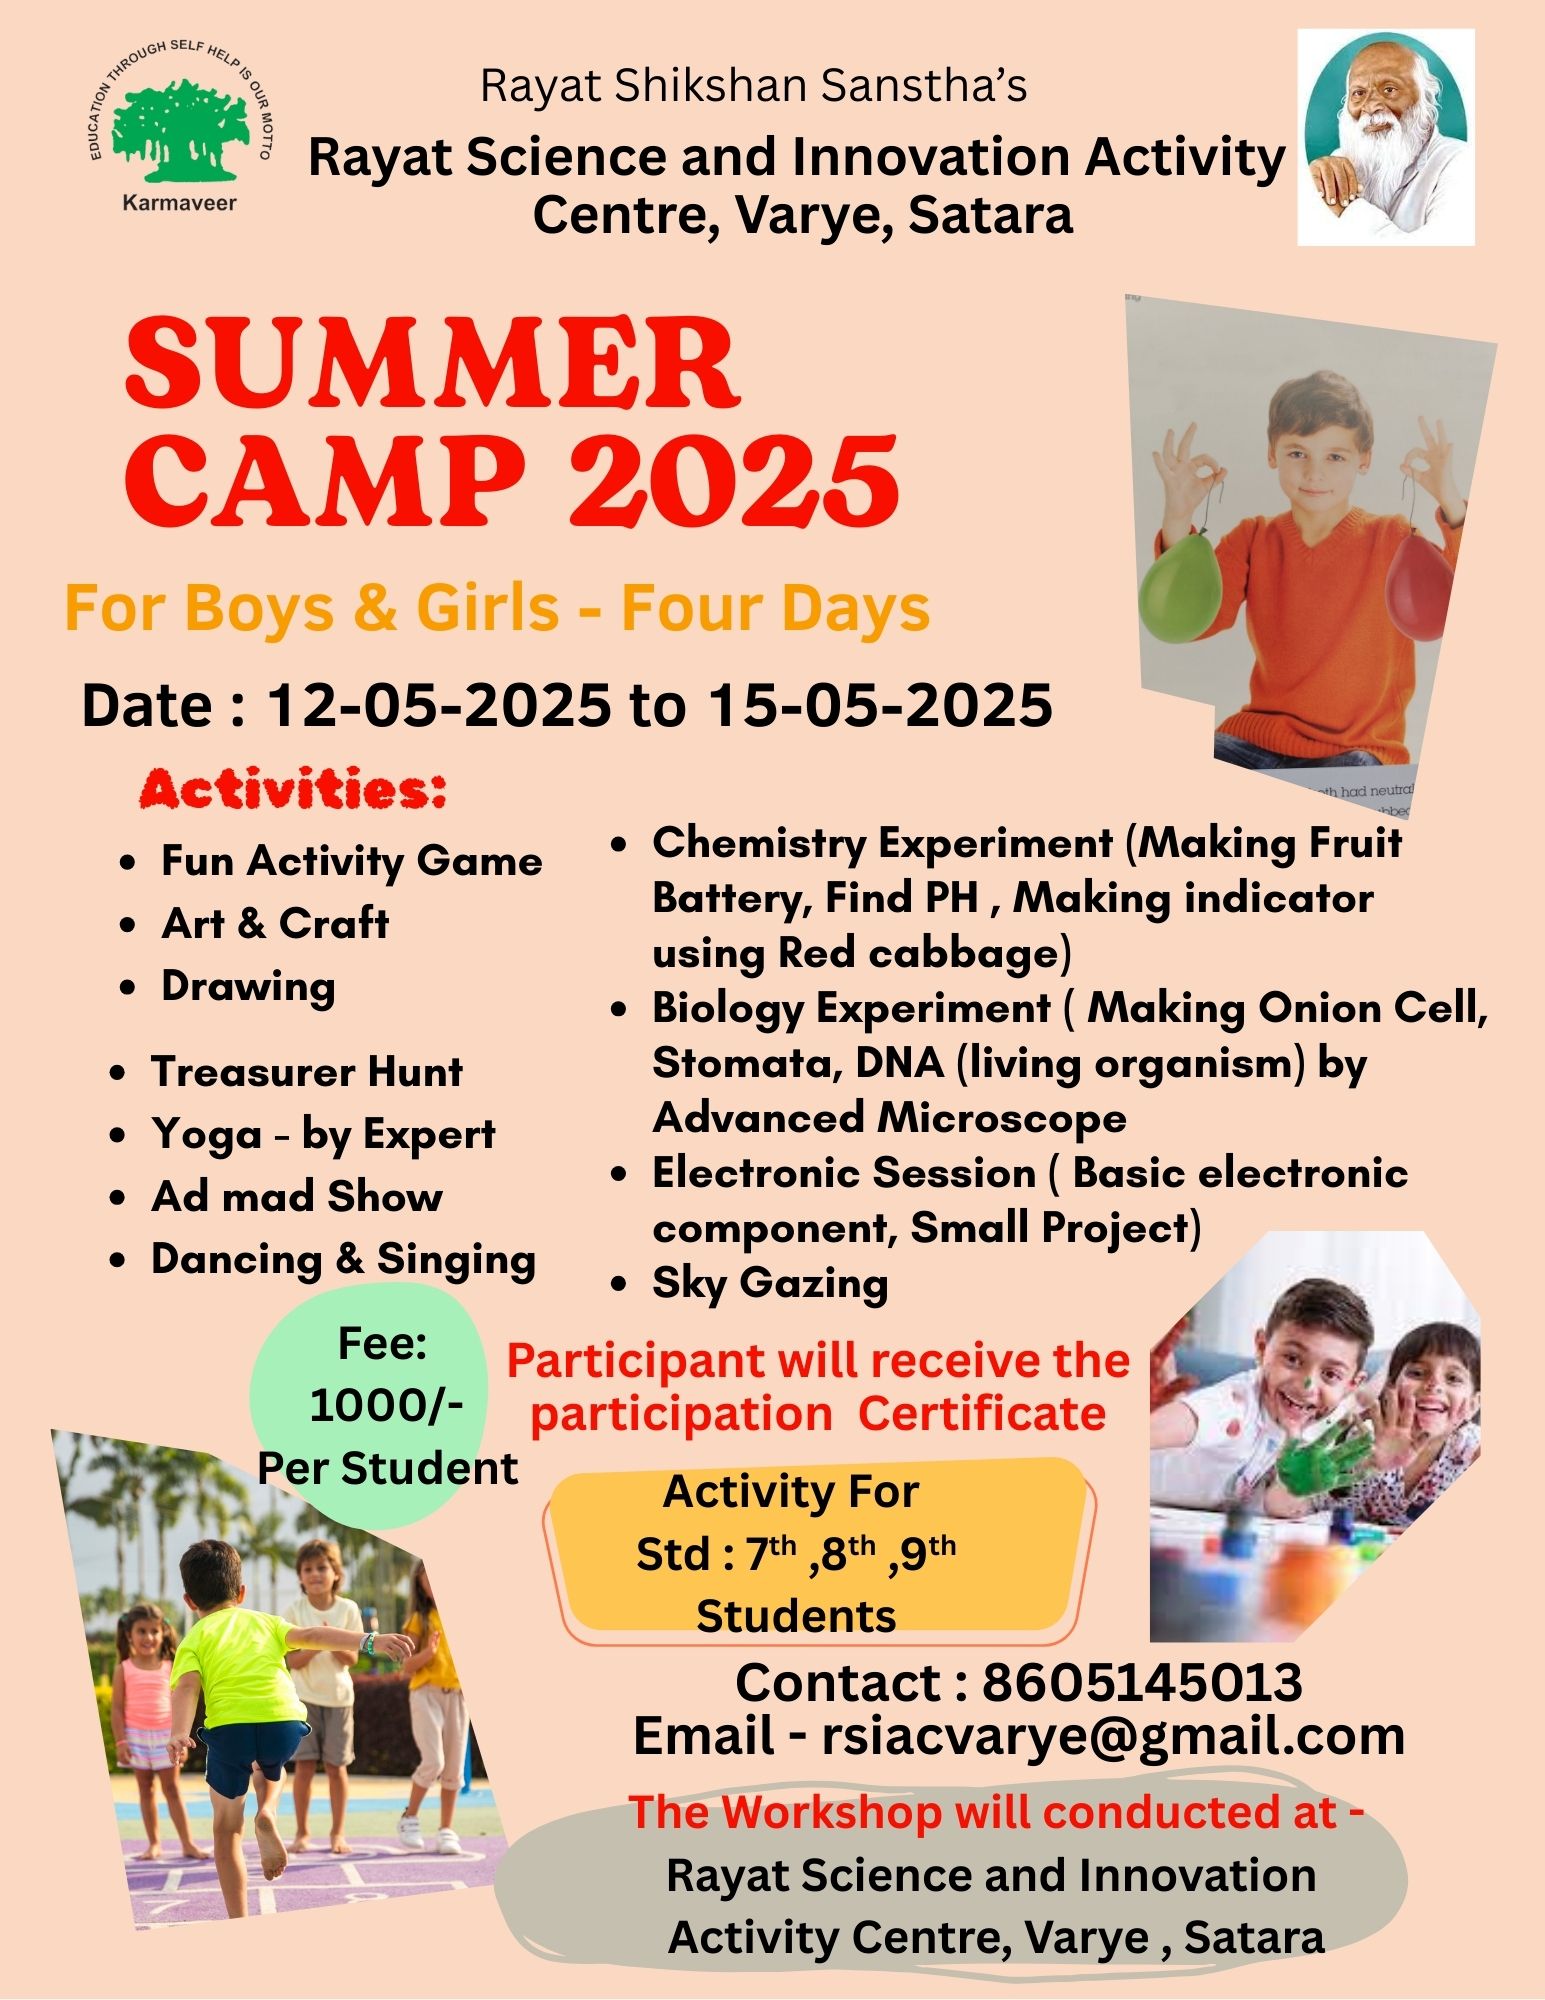 EDUCATION THROUGH SELF HELP IS OUR MOTTO
Karmaveer
Rayat Shikshan Sanstha’s
Rayat Science and Innovation Activity
Centre, Varye, Satara
SUMMER
CAMP 2025
For Boys & Girls - Four Days
Date : 12-05-2025 to 15-05-2025
Activities:
• Fun Activity Game
• Art & Craft
• Drawing
• Treasurer Hunt
• Yoga - by Expert
• Ad mad Show
• Dancing & Singing
had neutral
• Chemistry Experiment (Making Fruit
Battery, Find PH , Making indicator
using Red cabbage)
• Biology Experiment ( Making Onion Cell,
Stomata, DNA (living organism) by
Advanced Microscope
• Electronic Session ( Basic electronic
component, Small Project)
• Sky Gazing
Fee:
1000/-
Per Student
Participant will receive the
participation Certificate
Activity For
Std : 7th ,8th ,9th
Students
Contact : 8605145013
Email - rsiacvarye@gmail.com
The Workshop will conducted at -
Rayat Science and Innovation
Activity Centre, Varye , Satara